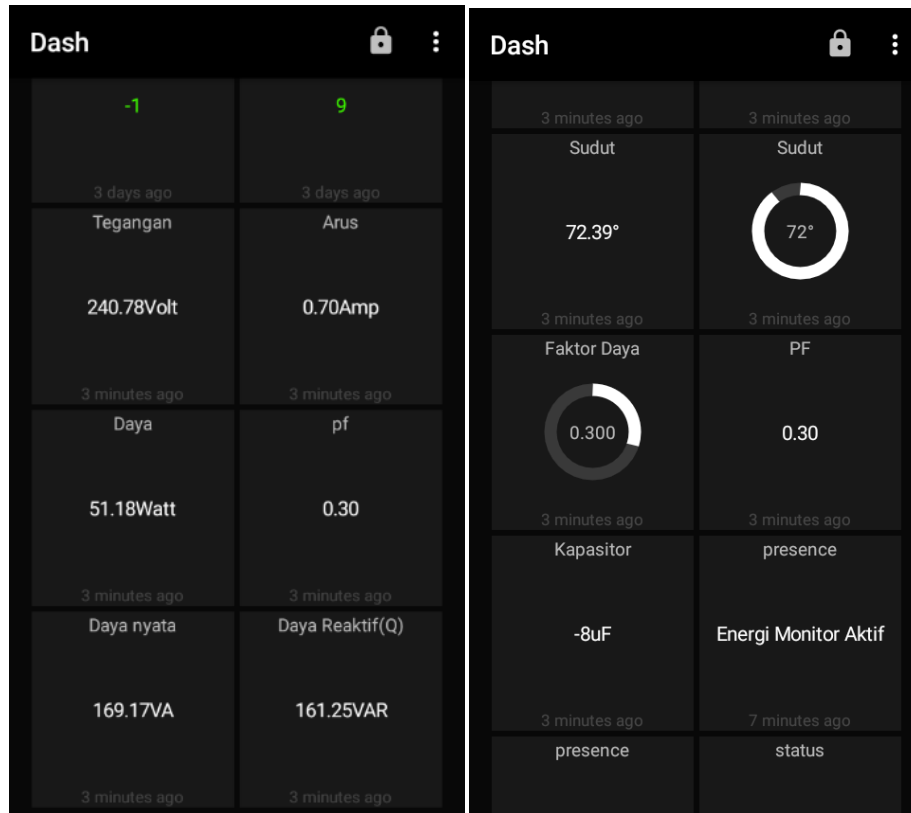 Dash
-1
9
3 days ago
3 days ago
Tegangan
Arus
240.78Volt
0.70Amp
3 minutes ago
3 minutes ago
Daya
pf
51.18Watt
0.30
3 minutes ago
3 minutes ago
Daya nyata
Daya Reaktif(Q)
169.17VA
161.25VAR
3 minutes ago
3 minutes ago
Dash
3 minutes ago
3 minutes ago
Sudut
Sudut
72.39°
72°
3 minutes ago
3 minutes ago
Faktor Daya
PF
0.300
0.30
3 minutes ago
3 minutes ago
Kapasitor
presence
-8uF
Energi Monitor Aktif
3 minutes ago
7 minutes ago
presence
status